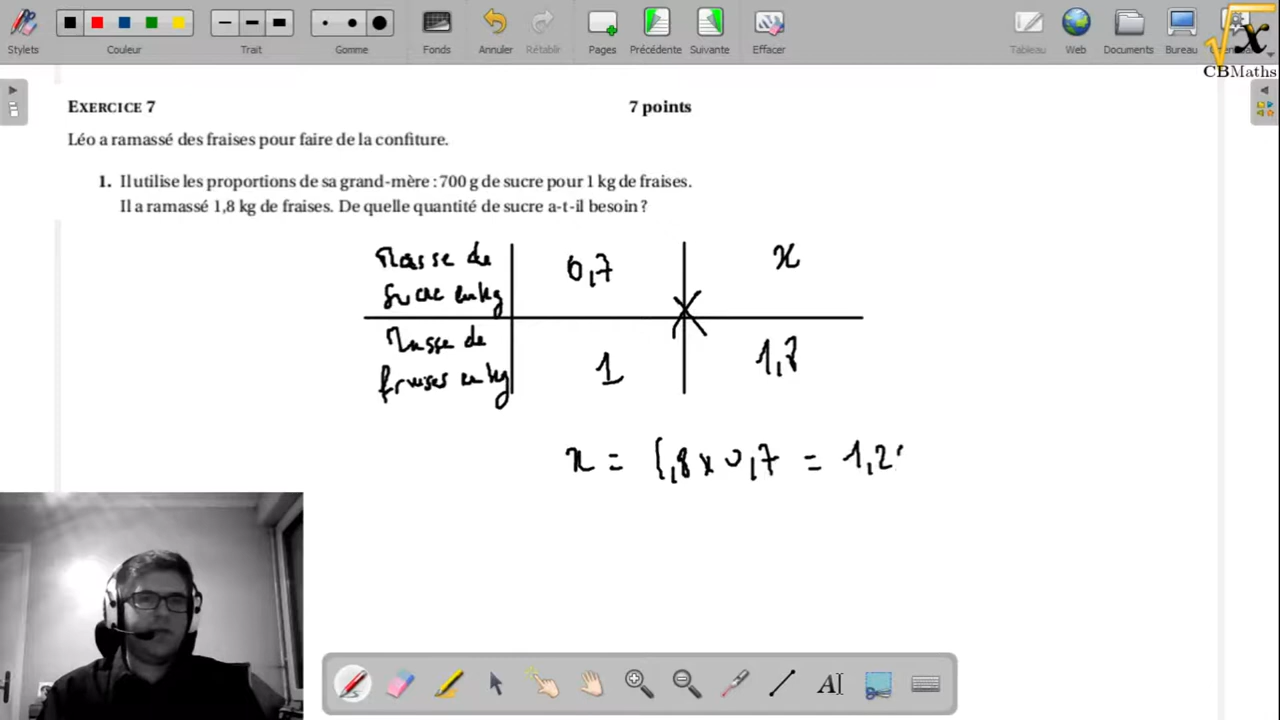 Stylets
Couleur
Trait
Gomme
Fonds
Annuler
Rétablir
Pages
Précédente
Suivante
Effacer
Tableau
Web
Documents
Bureau
CBMaths
EXERCICE 7
7 points
Léo a ramassé des fraises pour faire de la confiture.
1. Il utilise les proportions de sa grand-mère : 700 g de sucre pour 1 kg de fraises.
Il a ramassé 1,8 kg de fraises. De quelle quantité de sucre a-t-il besoin ?
Masse de
sucre en kg
0,7
x
Masse de
fraises en kg
1
1,8
x = 1,8 x 0,7 = 1,2